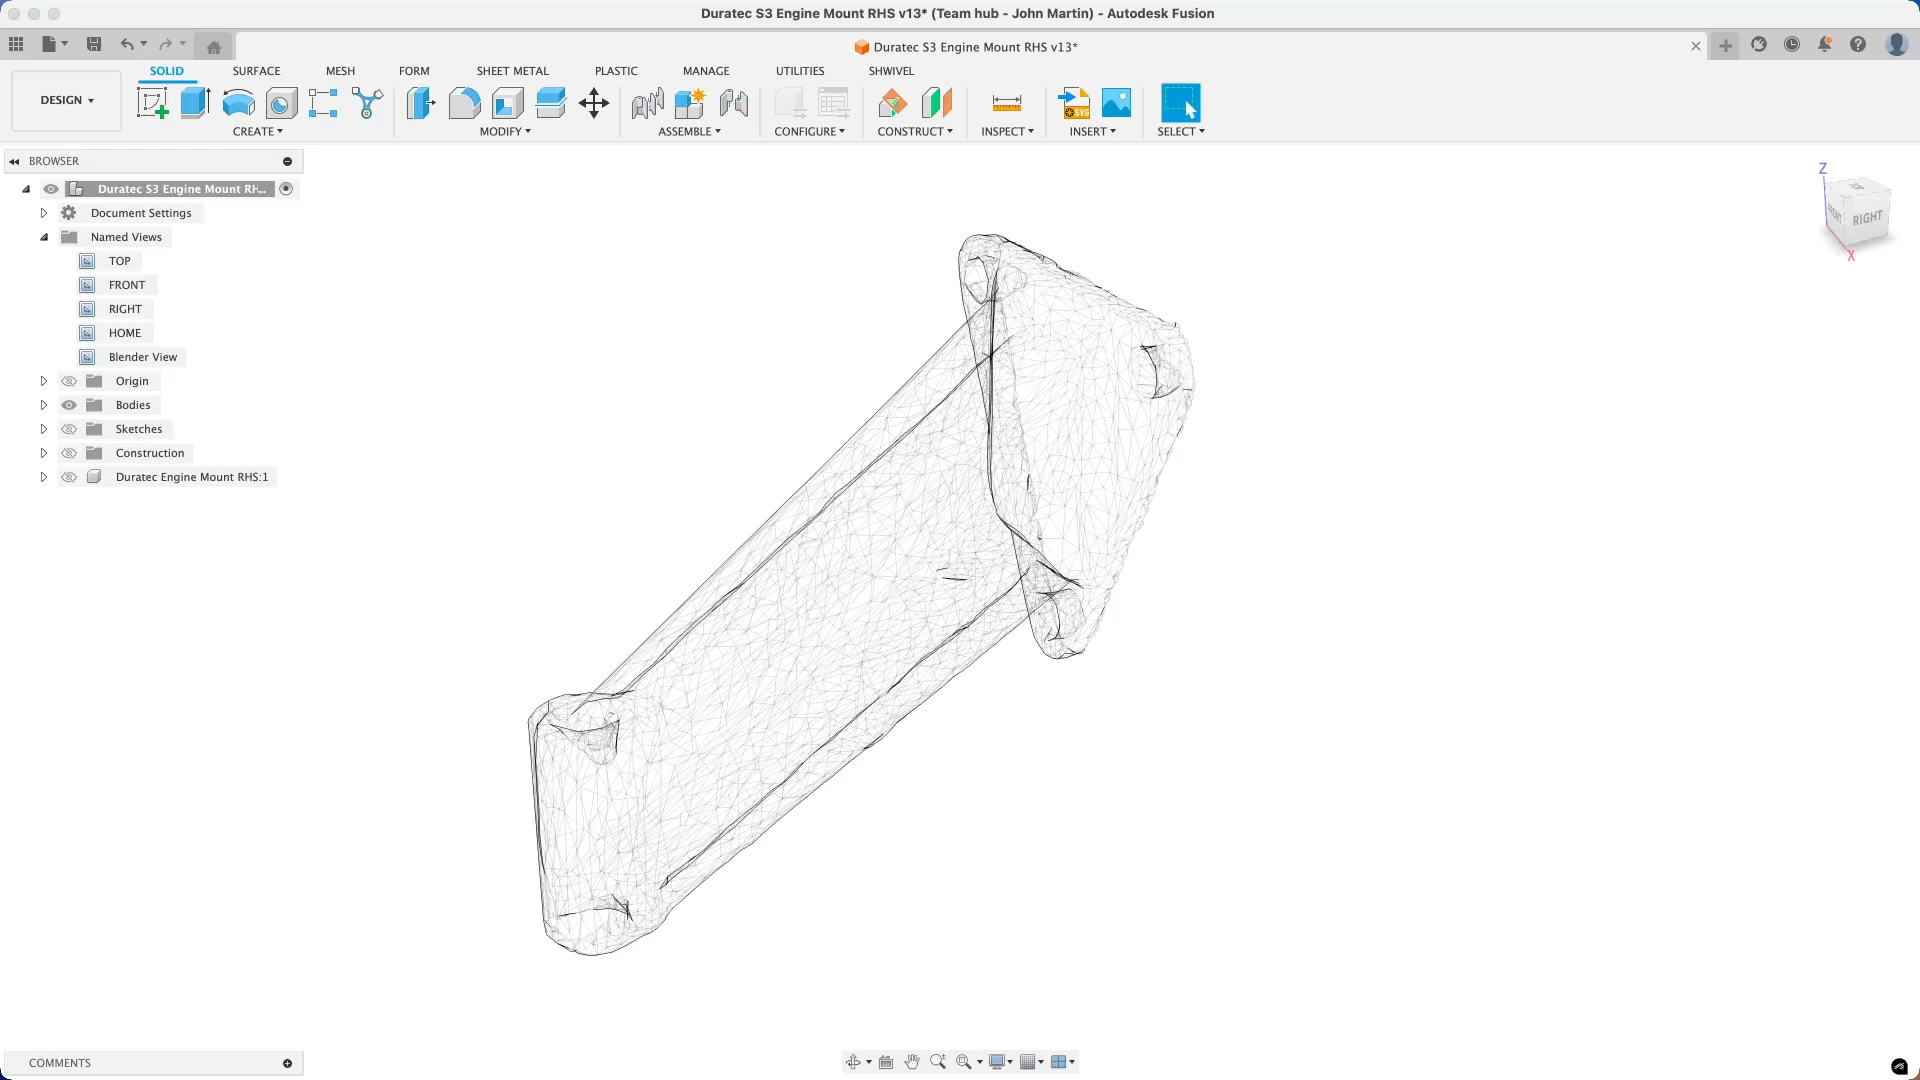 Duratec S3 Engine Mount RHS v13* (Team hub - John Martin) - Autodesk Fusion
Duratec S3 Engine Mount RHS v13*
DESIGN
SOLID SURFACE MESH FORM SHEET METAL PLASTIC MANAGE UTILITIES SHWIVEL
CREATE MODIFY ASSEMBLE CONFIGURE CONSTRUCT INSPECT INSERT SELECT
SVG
BROWSER
Duratec S3 Engine Mount RH...
Document Settings
Named Views
TOP
FRONT
RIGHT
HOME
Blender View
Origin
Bodies
Sketches
Construction
Duratec Engine Mount RHS:1
Z
FRONT RIGHT
X
COMMENTS